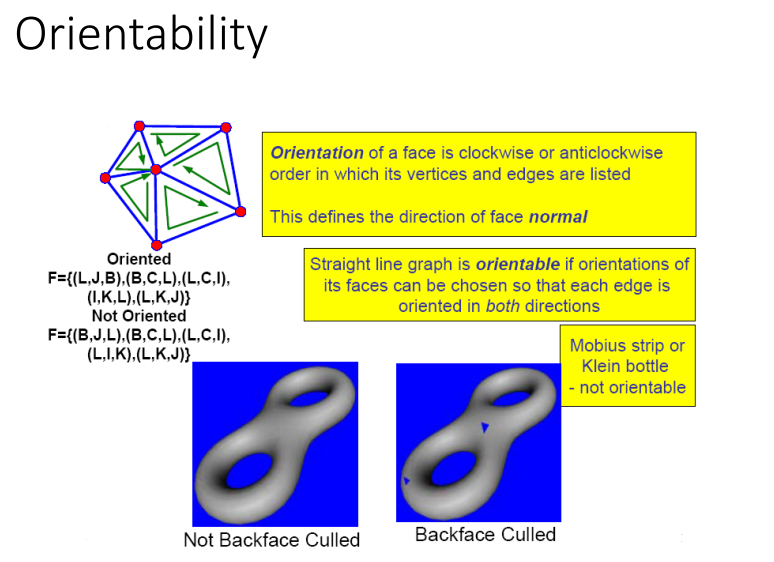 Orientability
Orientation of a face is clockwise or anticlockwise
order in which its vertices and edges are listed
This defines the direction of face normal
Oriented
F={(L,J,B),(B,C,L),(L,C,I),
(I,K,L),(L,K,J)}
Not Oriented
F={(B,J,L),(B,C,L),(L,C,I),
(L,I,K),(L,K,J)}
Straight line graph is orientable if orientations of
its faces can be chosen so that each edge is
oriented in both directions
Mobius strip or
Klein bottle
- not orientable
Not Backface Culled
Backface Culled